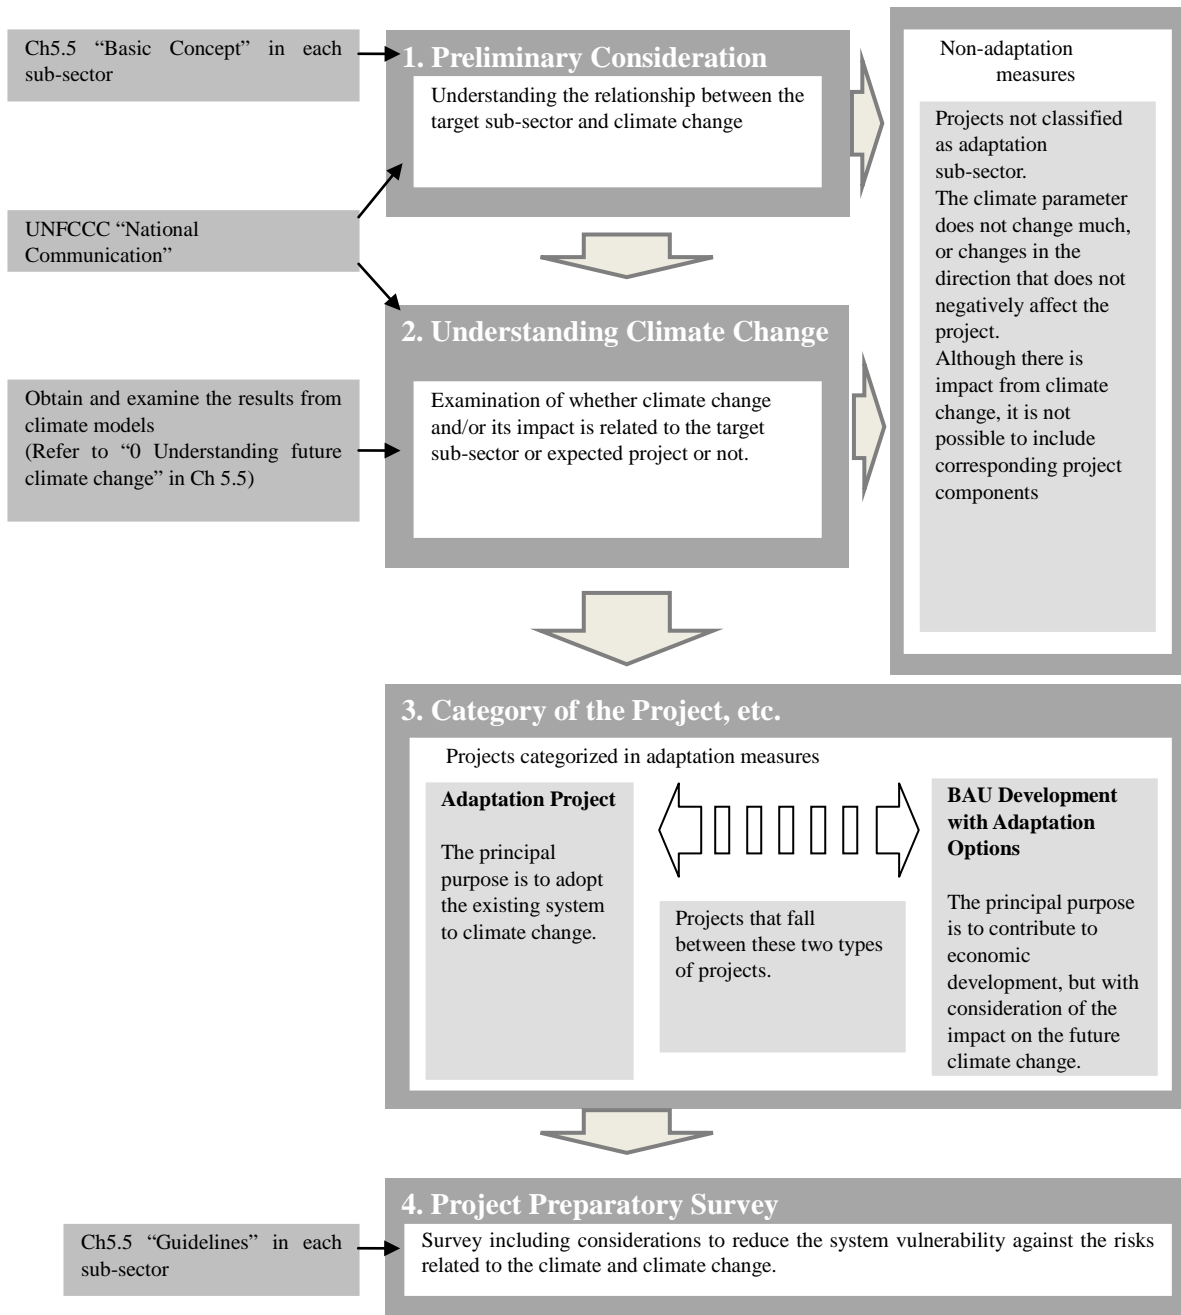 Ch5.5 “Basic Concept” in each
sub-sector
1. Preliminary Consideration
Understanding the relationship between the
target sub-sector and climate change
UNFCCC “National
Communication”
2. Understanding Climate Change
Obtain and examine the results from
climate models
(Refer to “0 Understanding future
climate change” in Ch 5.5)
Examination of whether climate change
and/or its impact is related to the target
sub-sector or expected project or not.
Non-adaptation
measures
Projects not classified
as adaptation
sub-sector.
The climate parameter
does not change much,
or changes in the
direction that does not
negatively affect the
project.
Although there is
impact from climate
change, it is not
possible to include
corresponding project
components
3. Category of the Project, etc.
Projects categorized in adaptation measures
Adaptation Project
The principal
purpose is to adopt
the existing system
to climate change.
Projects that fall
between these two types
of projects.
BAU Development
with Adaptation
Options
The principal purpose
is to contribute to
economic
development, but with
consideration of the
impact on the future
climate change.
4. Project Preparatory Survey
Ch5.5 “Guidelines” in each
sub-sector
Survey including considerations to reduce the system vulnerability against the risks
related to the climate and climate change.